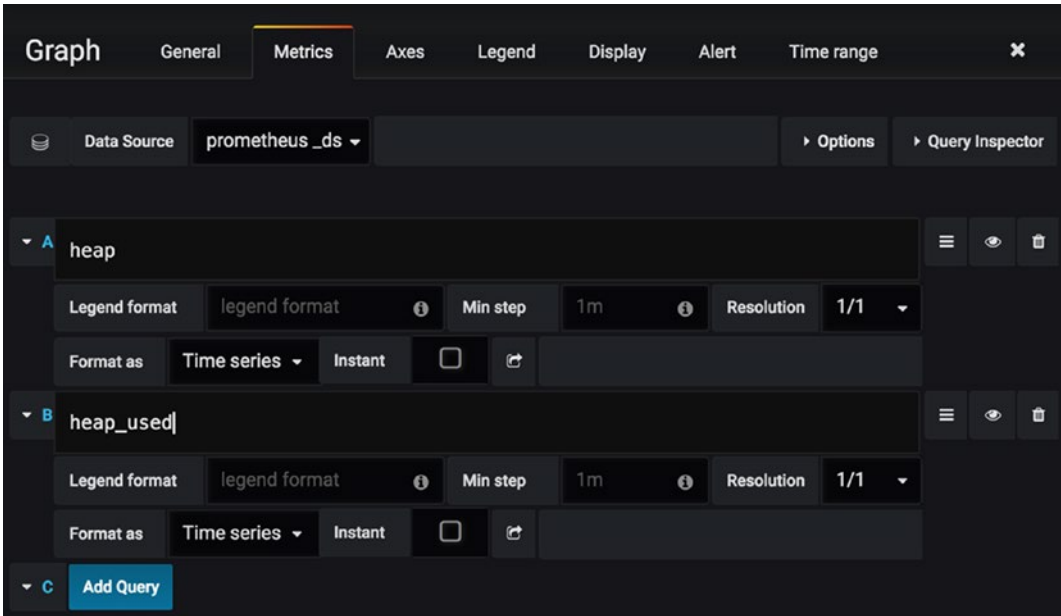 Graph General Metrics Axes Legend Display Alert Time range
Data Source prometheus _ds Options Query Inspector
A heap
Legend format legend format Min step 1m Resolution 1/1
Format as Time series Instant
B heap_used
Legend format legend format Min step 1m Resolution 1/1
Format as Time series Instant
C Add Query